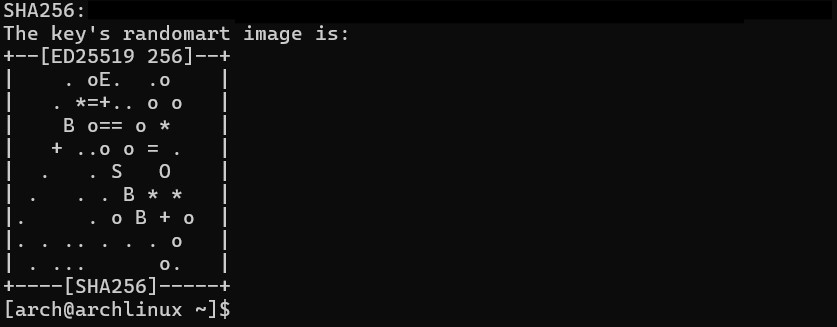 SHA256:
The key's randomart image is:
+--[ED25519 256]--+
|    . oE.  .o    |
|   . *=+.. o o   |
|    B o== o *    |
|   + ..o o = .   |
|  .   . S   O    |
| .   . . B * *   |
|.     . o B + o  |
|. . .. . . . o   |
| . ...      o.   |
+----[SHA256]-----+
[arch@archlinux ~]$